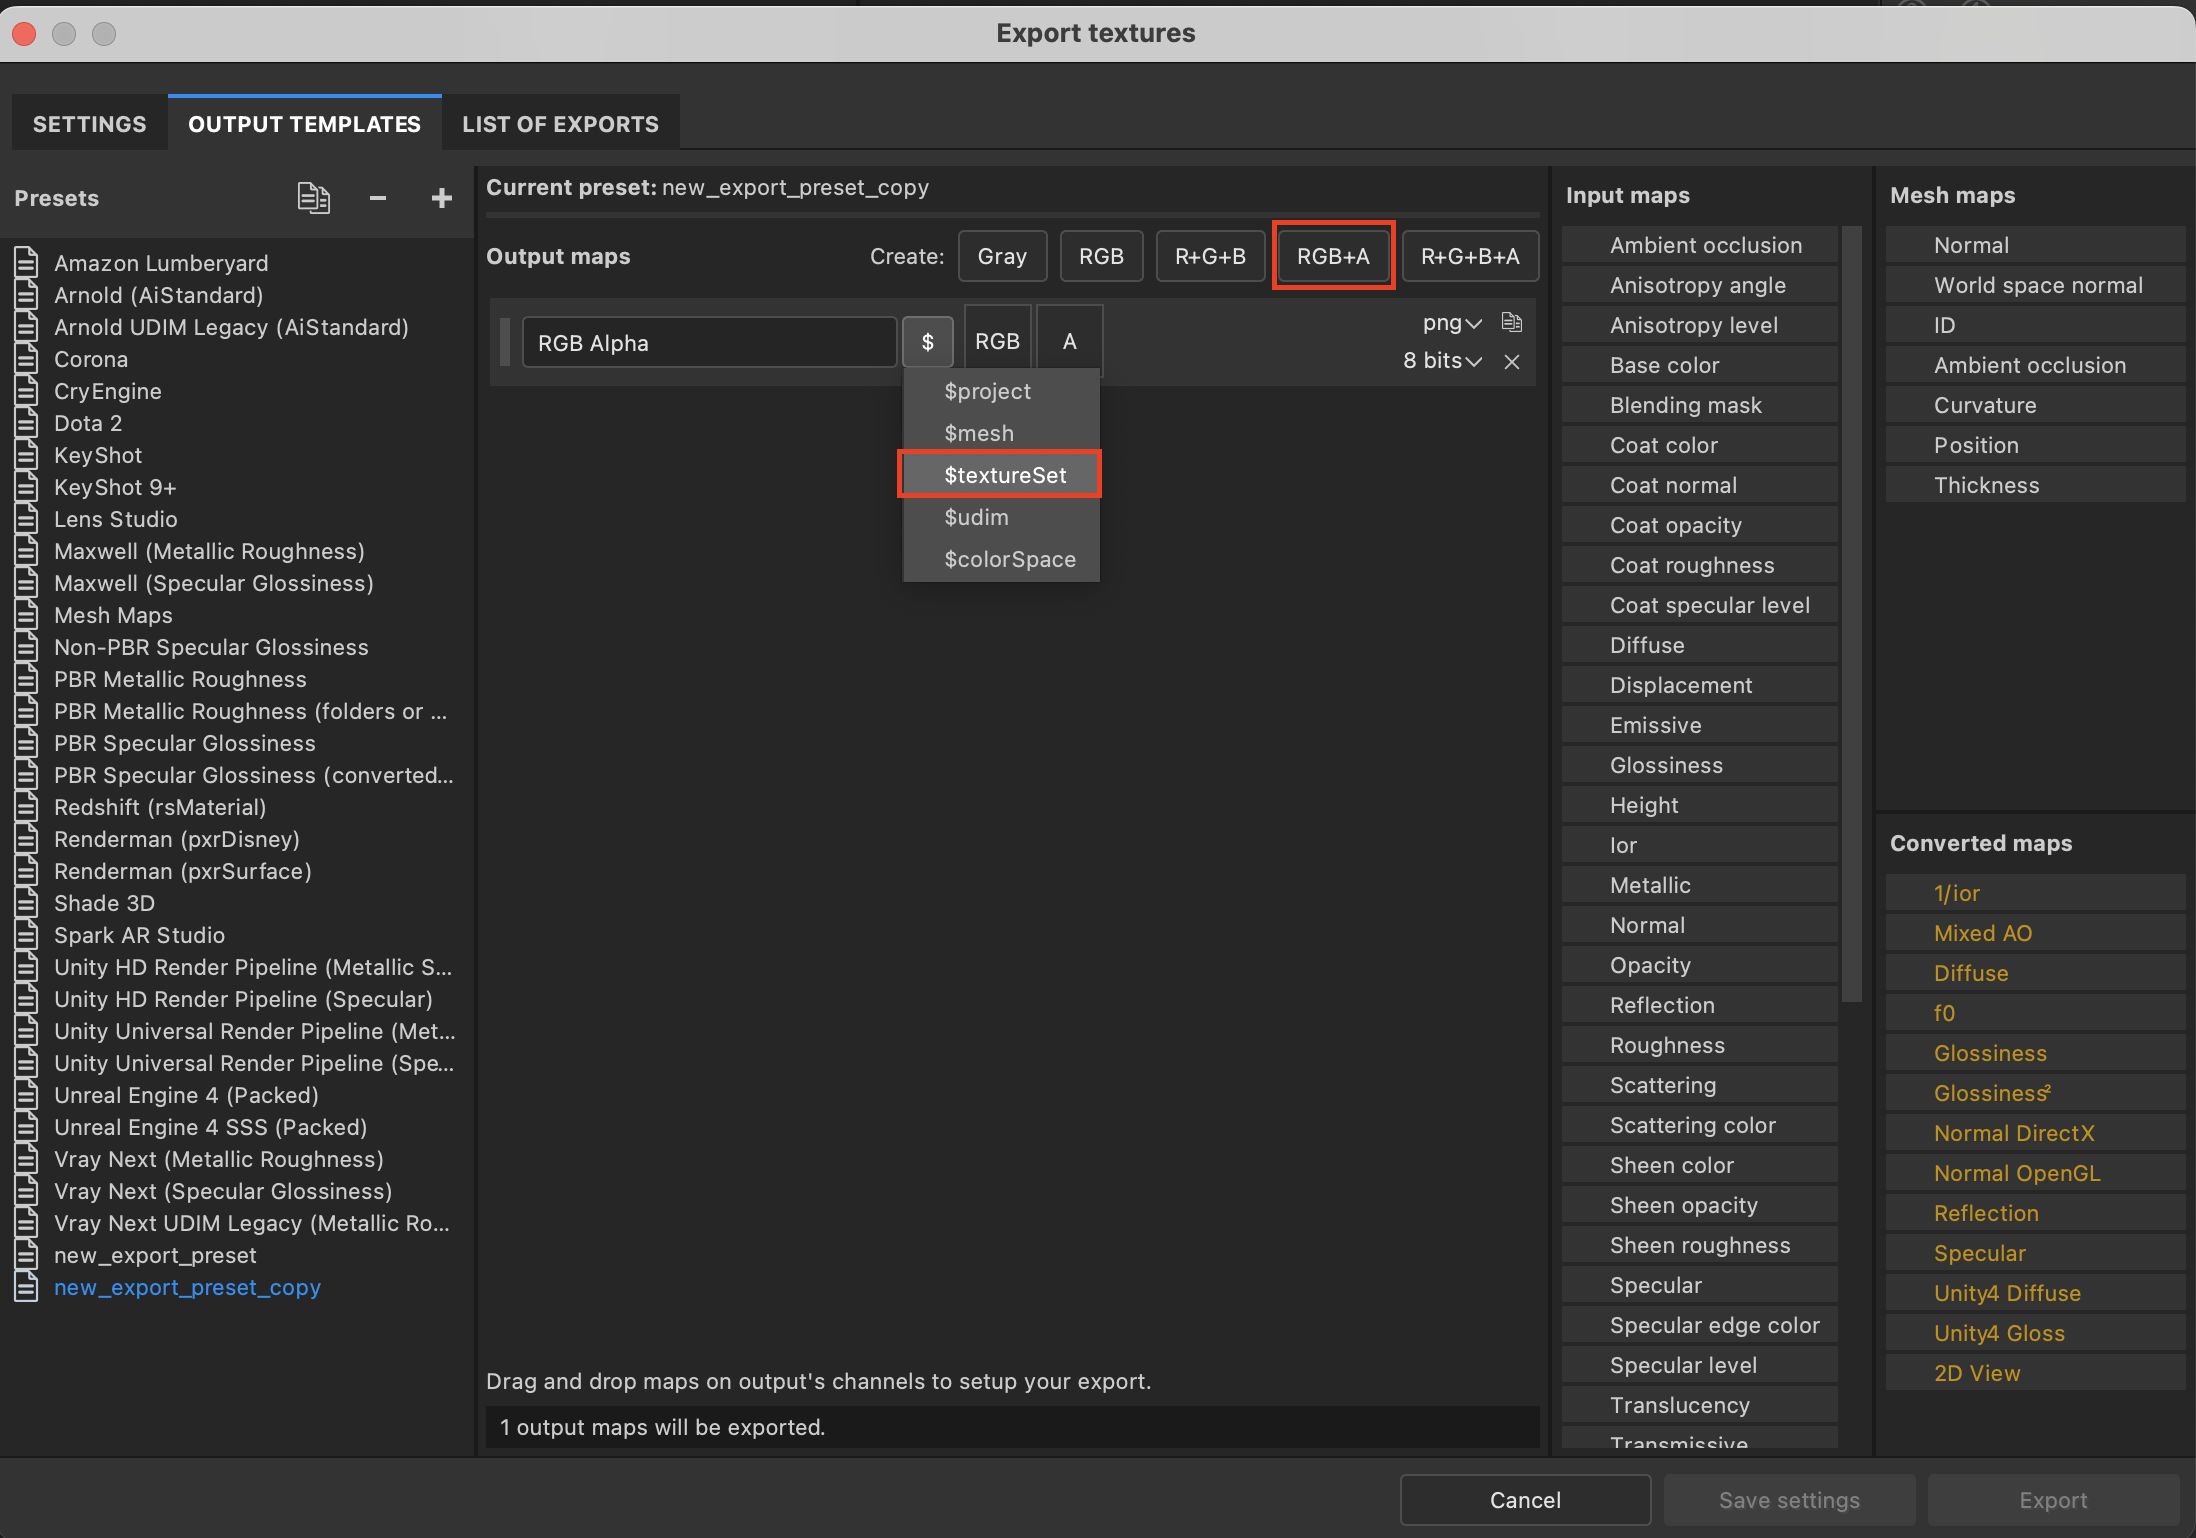 Export textures
SETTINGS
OUTPUT TEMPLATES
LIST OF EXPORTS
Presets
Amazon Lumberyard
Arnold (AiStandard)
Arnold UDIM Legacy (AiStandard)
Corona
CryEngine
Dota 2
KeyShot
KeyShot 9+
Lens Studio
Maxwell (Metallic Roughness)
Maxwell (Specular Glossiness)
Mesh Maps
Non-PBR Specular Glossiness
PBR Metallic Roughness
PBR Metallic Roughness (folders or ...
PBR Specular Glossiness
PBR Specular Glossiness (converted...
Redshift (rsMaterial)
Renderman (pxrDisney)
Renderman (pxrSurface)
Shade 3D
Spark AR Studio
Unity HD Render Pipeline (Metallic S...
Unity HD Render Pipeline (Specular)
Unity Universal Render Pipeline (Met...
Unity Universal Render Pipeline (Spe...
Unreal Engine 4 (Packed)
Unreal Engine 4 SSS (Packed)
Vray Next (Metallic Roughness)
Vray Next (Specular Glossiness)
Vray Next UDIM Legacy (Metallic Ro...
new_export_preset
new_export_preset_copy
Current preset: new_export_preset_copy
Output maps
Create:
Gray
RGB
R+G+B
RGB+A
R+G+B+A
RGB Alpha
$
RGB
A
png
8 bits
$project
$mesh
$textureSet
$udim
$colorSpace
Drag and drop maps on output's channels to setup your export.
1 output maps will be exported.
Input maps
Ambient occlusion
Anisotropy angle
Anisotropy level
Base color
Blending mask
Coat color
Coat normal
Coat opacity
Coat roughness
Coat specular level
Diffuse
Displacement
Emissive
Glossiness
Height
Ior
Metallic
Normal
Opacity
Reflection
Roughness
Scattering
Scattering color
Sheen color
Sheen opacity
Sheen roughness
Specular
Specular edge color
Specular level
Translucency
Transmissive
Mesh maps
Normal
World space normal
ID
Ambient occlusion
Curvature
Position
Thickness
Converted maps
1/ior
Mixed AO
Diffuse
f0
Glossiness
Glossiness²
Normal DirectX
Normal OpenGL
Reflection
Specular
Unity4 Diffuse
Unity4 Gloss
2D View
Cancel
Save settings
Export